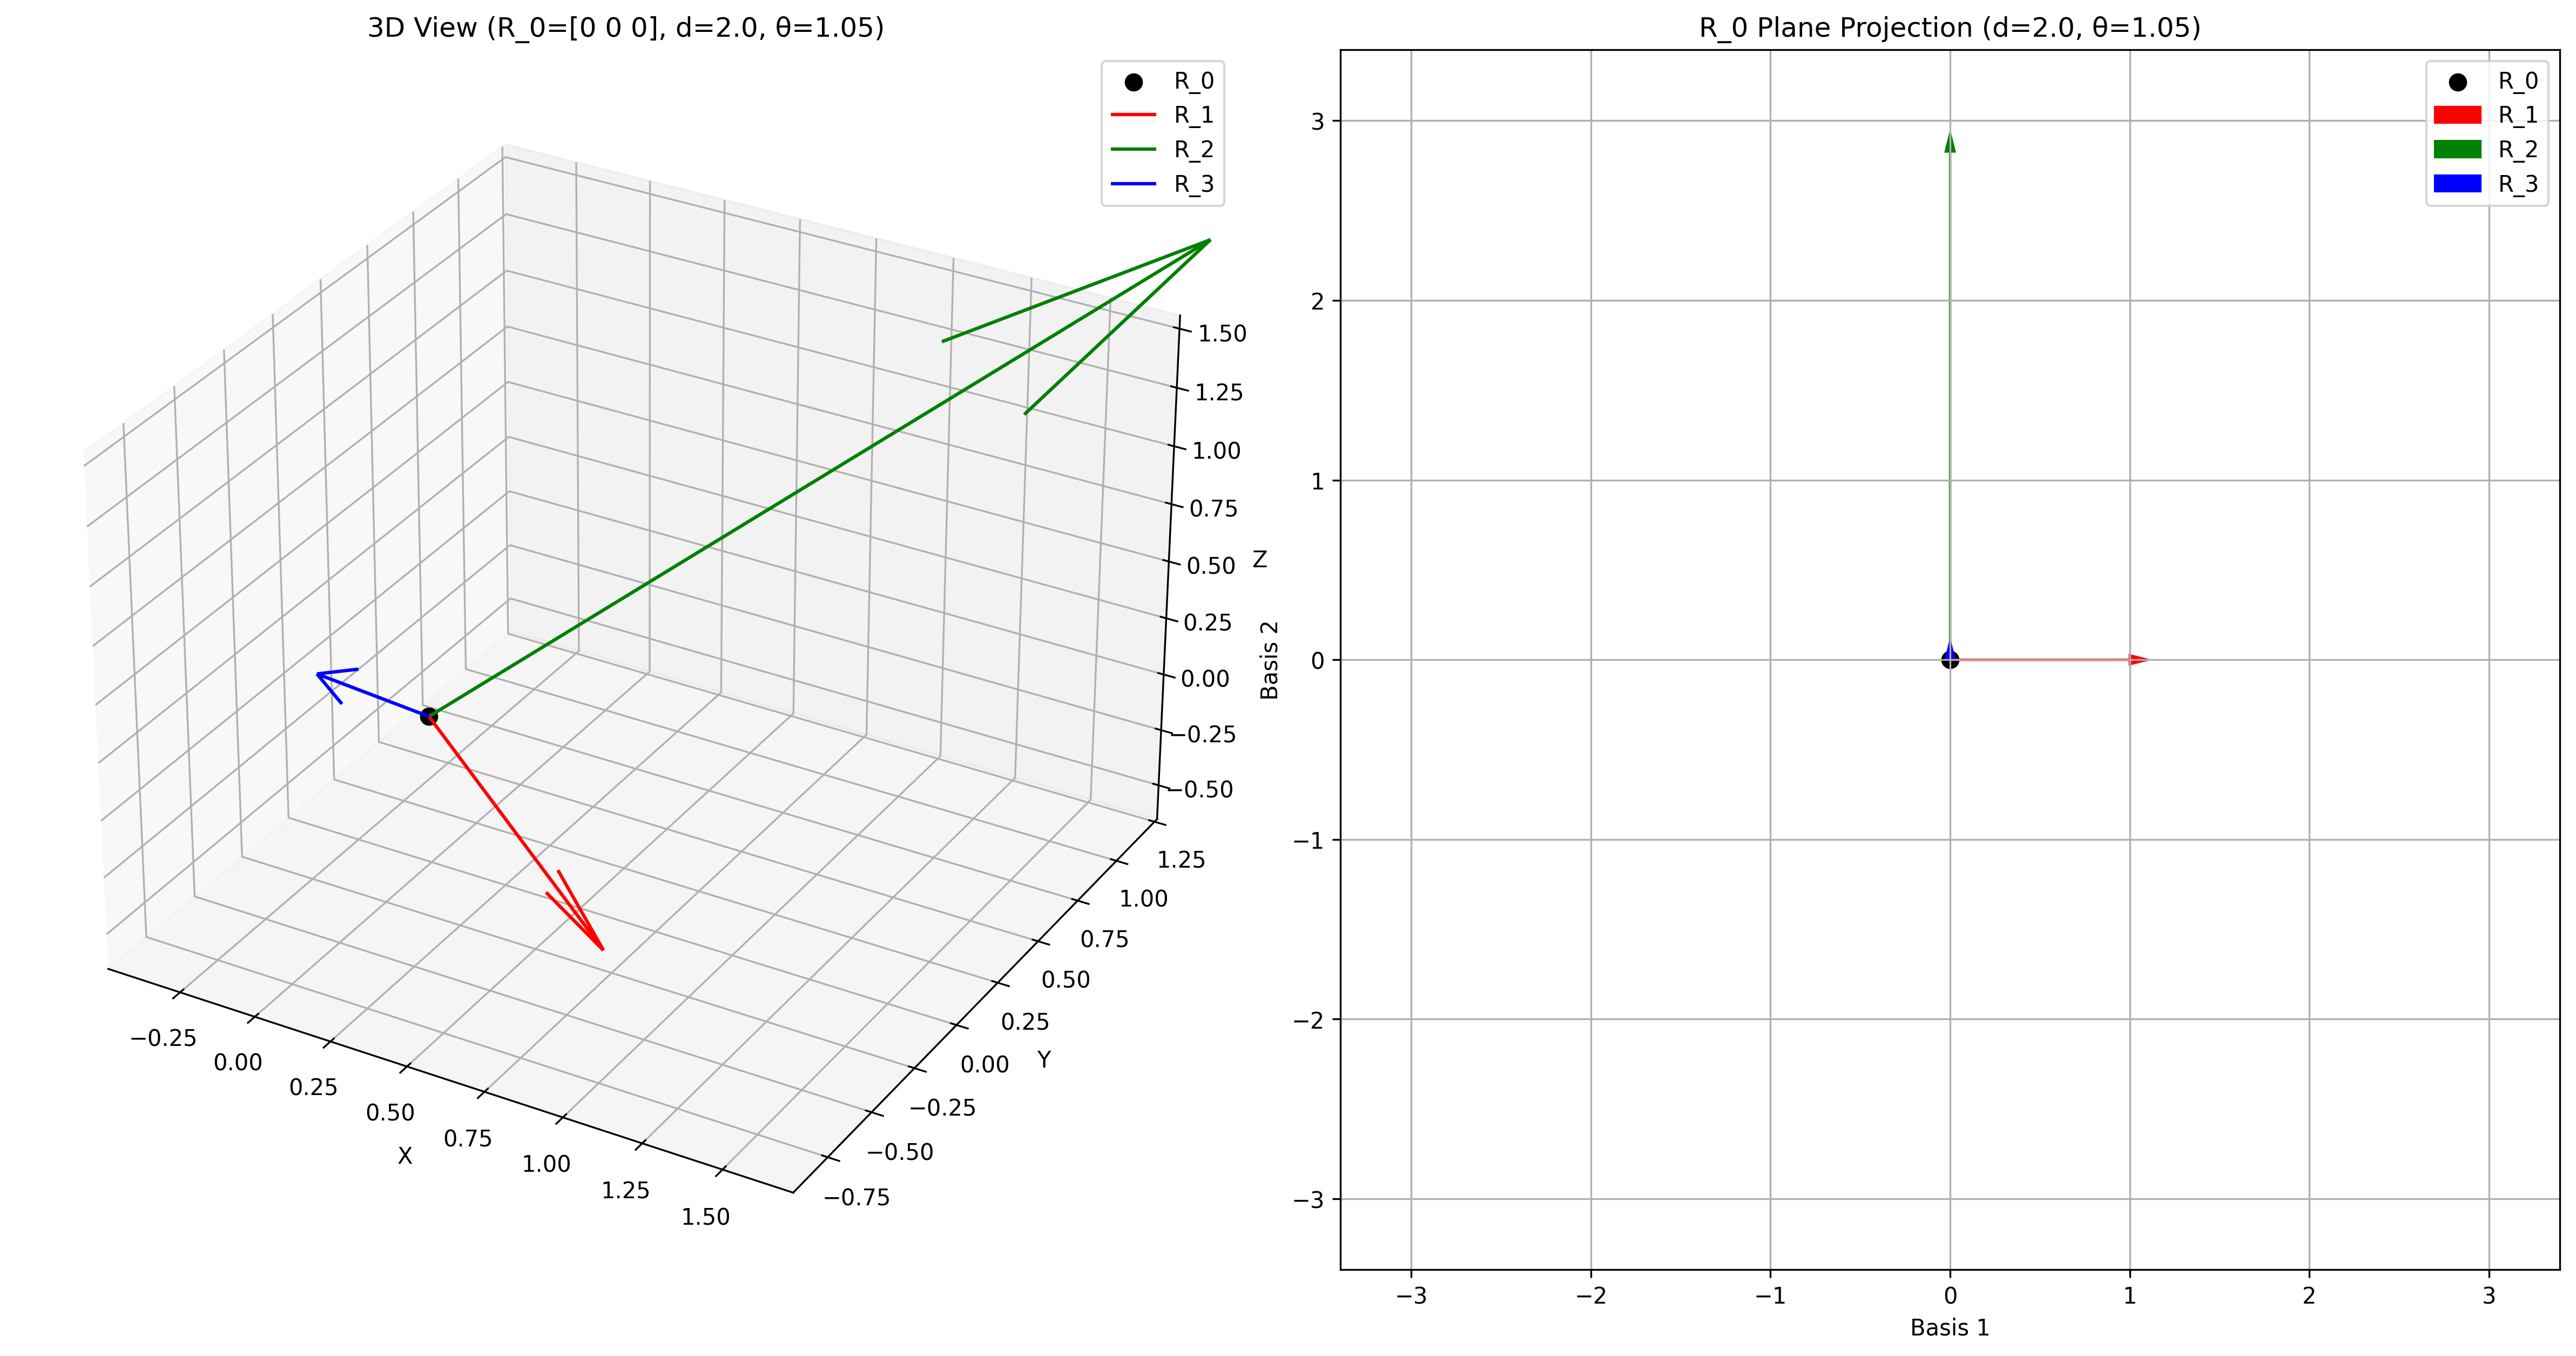 3D View (R_0=[0 0 0], d=2.0, θ=1.05)
R_0
R_1
R_2
R_3
1.50
1.25
1.00
0.75
0.50
0.25
0.00
−0.25
−0.50
Z
1.25
1.00
0.75
0.50
0.25
0.00
−0.25
−0.50
−0.75
Y
−0.25
0.00
0.25
0.50
0.75
1.00
1.25
1.50
X
R_0 Plane Projection (d=2.0, θ=1.05)
R_0
R_1
R_2
R_3
3
2
1
0
−1
−2
−3
Basis 2
−3
−2
−1
0
1
2
3
Basis 1